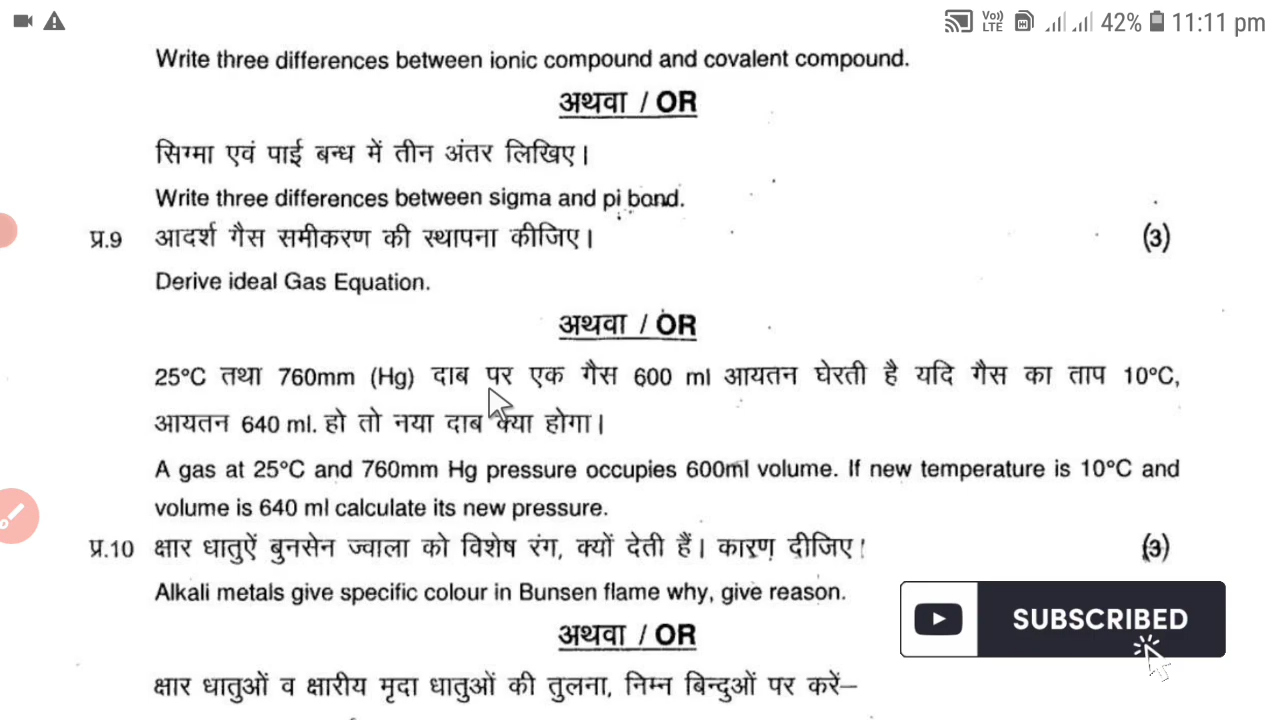 Vo)) LTE 42% 11:11 pm
Write three differences between ionic compound and covalent compound.
अथवा / OR
सिग्मा एवं पाई बन्ध में तीन अंतर लिखिए।
Write three differences between sigma and pi bond.
प्र.9 आदर्श गैस समीकरण की स्थापना कीजिए। (3)
Derive ideal Gas Equation.
अथवा / OR
25°C तथा 760mm (Hg) दाब पर एक गैस 600 ml आयतन घेरती है यदि गैस का ताप 10°C,
आयतन 640 ml. हो तो नया दाब क्या होगा।
A gas at 25°C and 760mm Hg pressure occupies 600ml volume. If new temperature is 10°C and
volume is 640 ml calculate its new pressure.
प्र.10 क्षार धातुऐं बुनसेन ज्वाला को विशेष रंग, क्यों देती हैं। कारण दीजिए। (3)
Alkali metals give specific colour in Bunsen flame why, give reason.
SUBSCRIBED
अथवा / OR
क्षार धातुओं व क्षारीय मृदा धातुओं की तुलना, निम्न बिन्दुओं पर करें–